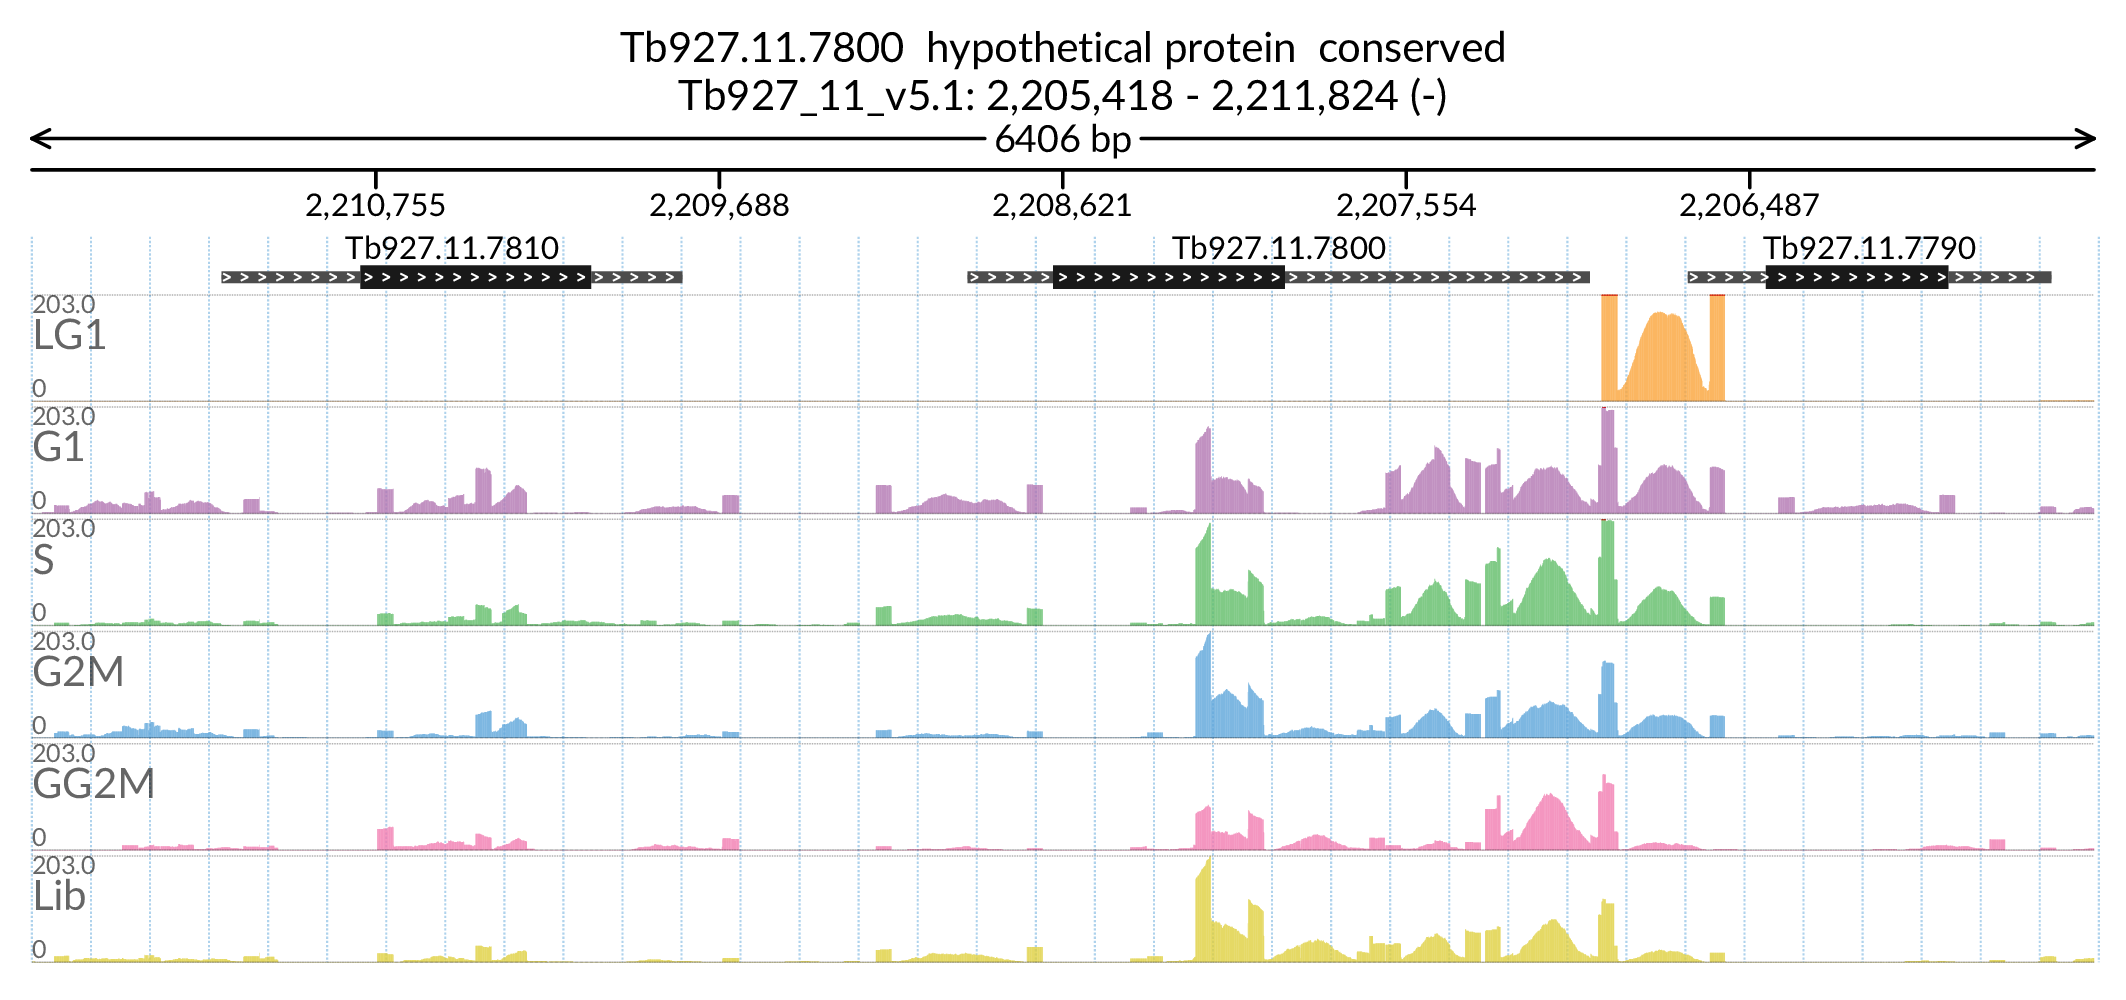 Tb927.11.7800  hypothetical protein  conserved
Tb927_11_v5.1: 2,205,418 - 2,211,824 (-)
6406 bp
2,210,755 2,209,688 2,208,621 2,207,554 2,206,487
Tb927.11.7810 Tb927.11.7800 Tb927.11.7790
203.0
LG1
0
203.0
G1
0
203.0
S
0
203.0
G2M
0
203.0
GG2M
0
203.0
Lib
0